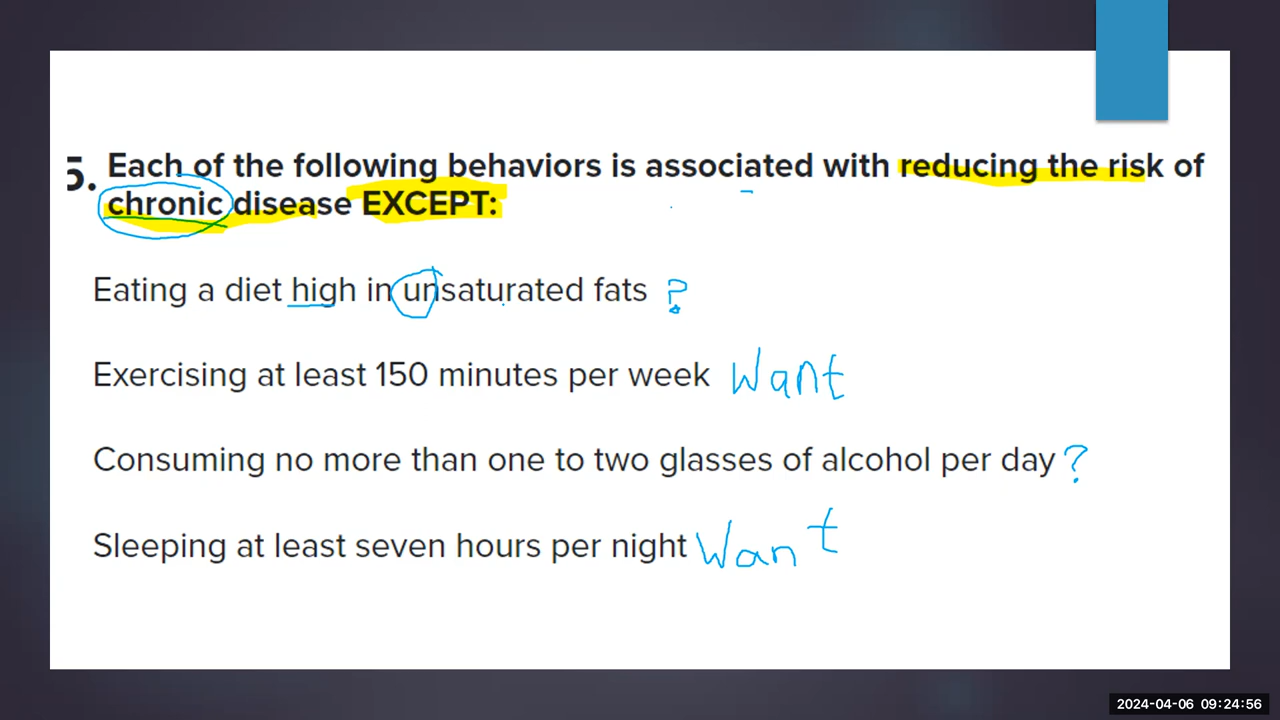 5. Each of the following behaviors is associated with reducing the risk of
chronic disease EXCEPT:
Eating a diet high in unsaturated fats ?
Exercising at least 150 minutes per week Want
Consuming no more than one to two glasses of alcohol per day ?
Sleeping at least seven hours per night Want
2024-04-06 09:24:56